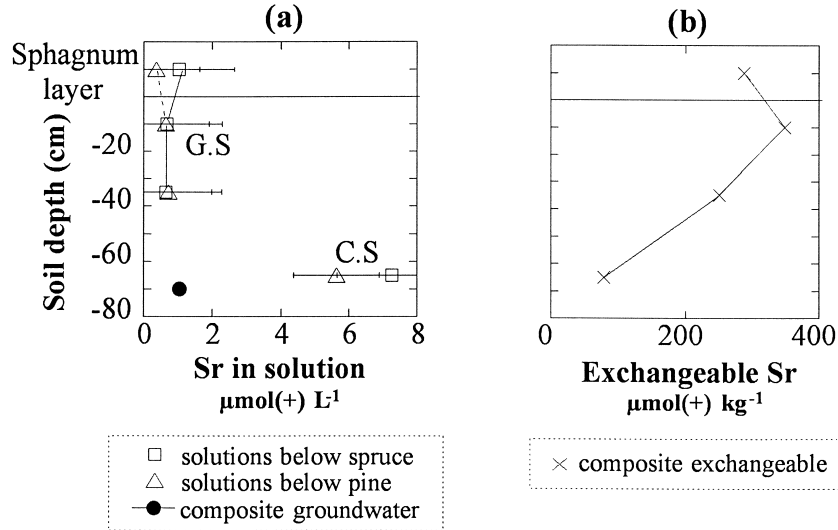 (a)
Sphagnum
layer
Soil depth (cm)
-20
-40
-60
-80
G.S
C.S
0 2 4 6 8
Sr in solution
μmol(+) L-1
□ solutions below spruce
△ solutions below pine
● composite groundwater
(b)
0 200 400
Exchangeable Sr
μmol(+) kg-1
× composite exchangeable